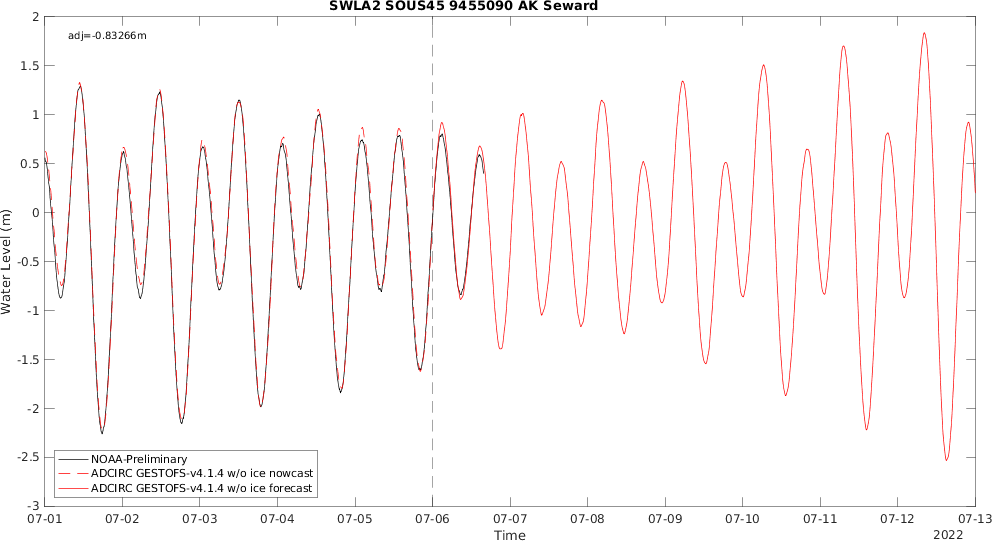 SWLA2 SOUS45 9455090 AK Seward
adj=-0.83266m
2
1.5
1
0.5
0
-0.5
-1
-1.5
-2
-2.5
-3
Water Level (m)
NOAA-Preliminary
ADCIRC GESTOFS-v4.1.4 w/o ice nowcast
ADCIRC GESTOFS-v4.1.4 w/o ice forecast
07-01 07-02 07-03 07-04 07-05 07-06 07-07 07-08 07-09 07-10 07-11 07-12 07-13
Time
2022